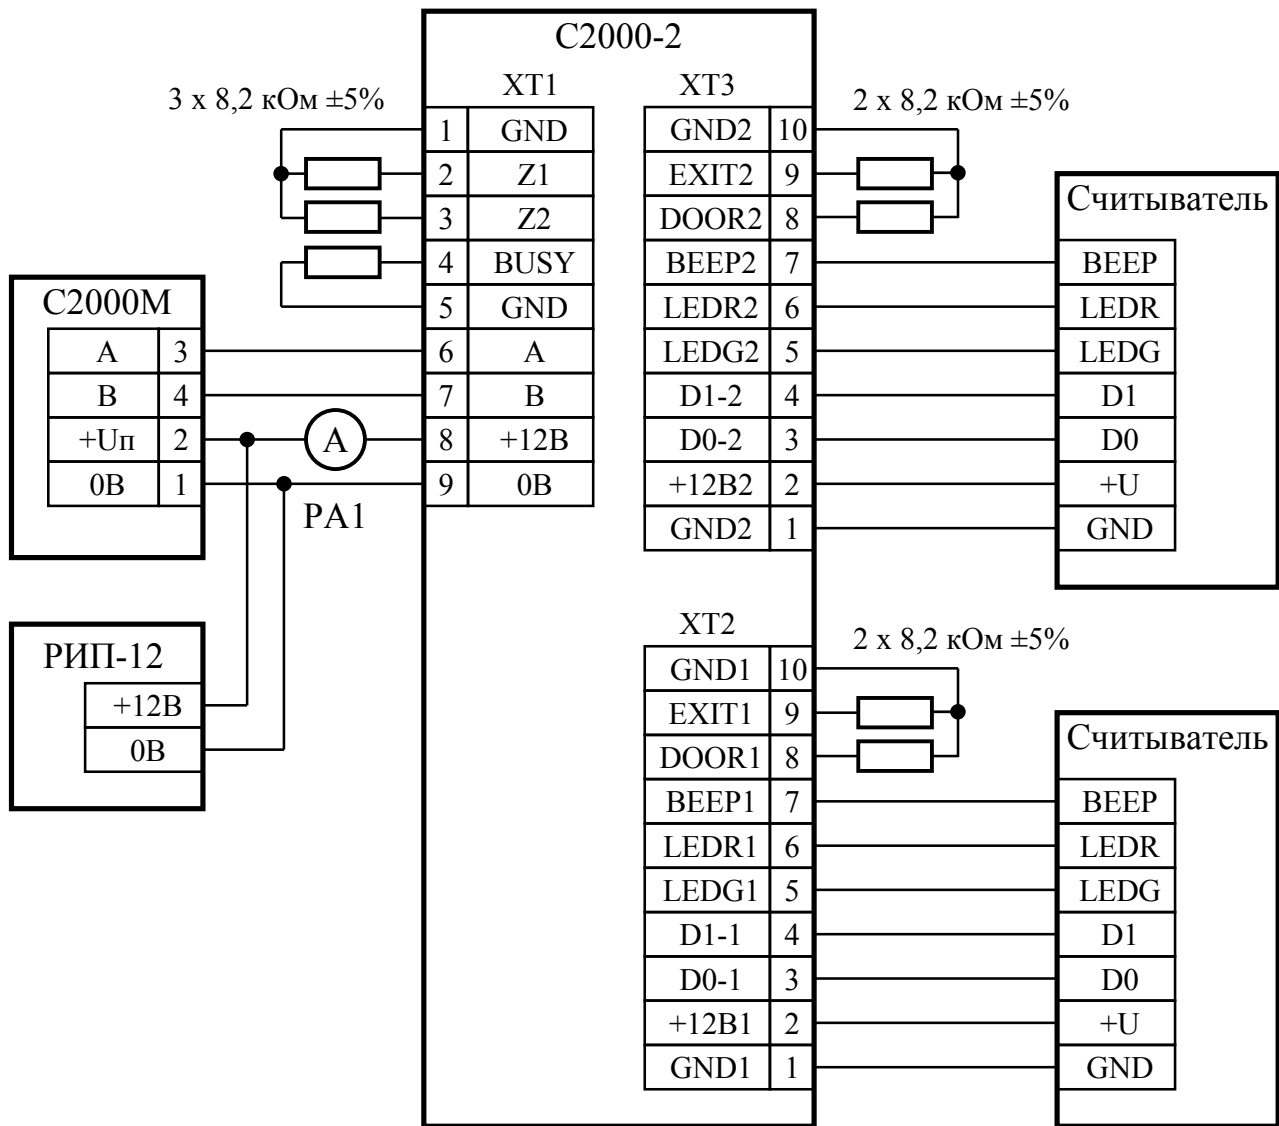 С2000-2
XT1
XT3
3 x 8,2 кОм ±5%
2 x 8,2 кОм ±5%
1 GND
2 Z1
3 Z2
4 BUSY
5 GND
6 A
7 B
8 +12В
9 0В
GND2 10
EXIT2 9
DOOR2 8
BEEP2 7
LEDR2 6
LEDG2 5
D1-2 4
D0-2 3
+12В2 2
GND2 1
Считыватель
BEEP
LEDR
LEDG
D1
D0
+U
GND
С2000М
A 3
B 4
+Uп 2
0В 1
A
PA1
РИП-12
+12В
0В
XT2
2 x 8,2 кОм ±5%
GND1 10
EXIT1 9
DOOR1 8
BEEP1 7
LEDR1 6
LEDG1 5
D1-1 4
D0-1 3
+12В1 2
GND1 1
Считыватель
BEEP
LEDR
LEDG
D1
D0
+U
GND